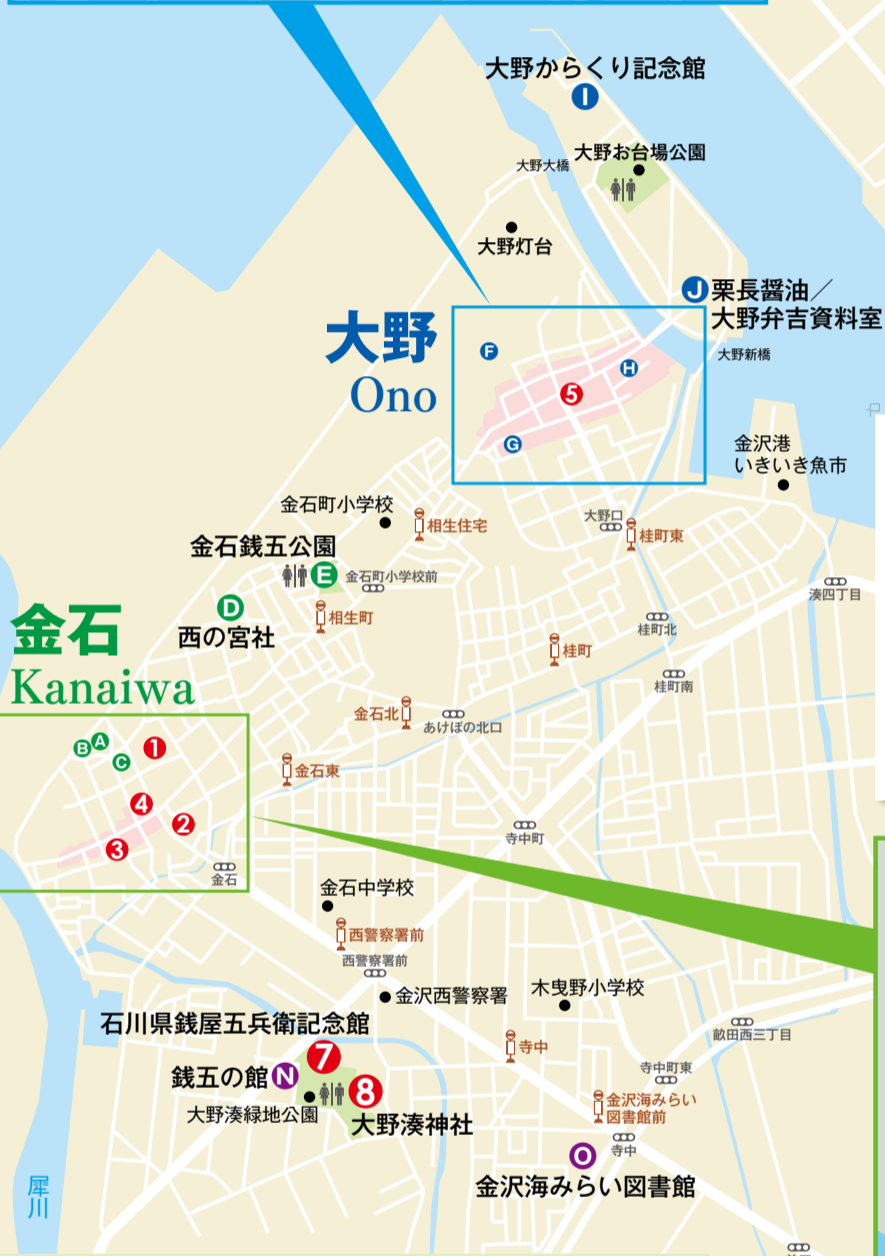 大野からくり記念館
I
大野お台場公園
大野大橋
大野灯台
J
栗長醤油／
大野弁吉資料室
大野
Ono
大野新橋
F
H
5
G
金沢港
いきいき魚市
金石町小学校
相生住宅
大野口
桂町東
金石銭五公園
E
金石町小学校前
湊四丁目
D
西の宮社
相生町
桂町北
金石
Kanaiwa
桂町
桂町南
金石北
あけぼの北口
B
A
C
1
金石東
4
2
3
寺中町
金石
金石中学校
西警察署前
西警察署前
金沢西警察署
木曳野小学校
石川県銭屋五兵衛記念館
7
畝田西三丁目
寺中
銭五の館
N
8
寺中町東
大野湊緑地公園
大野湊神社
金沢海みらい
図書館前
寺中
O
金沢海みらい図書館
犀川